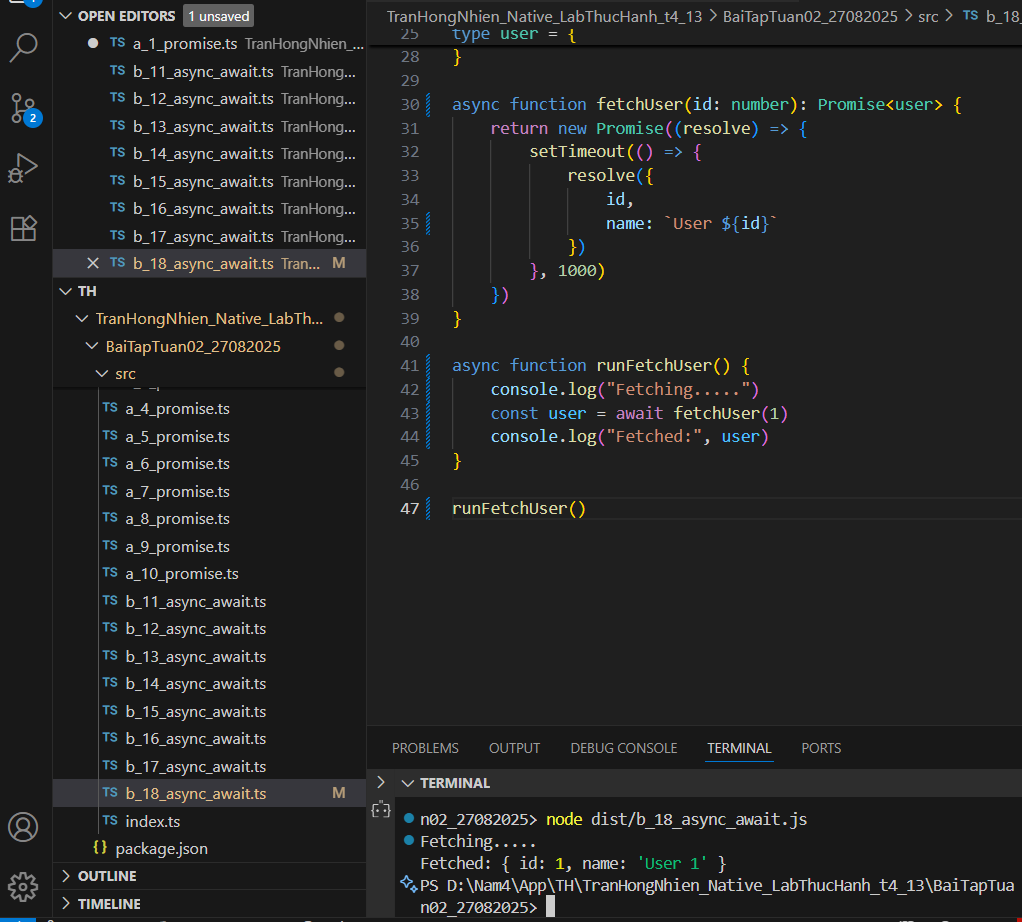 OPEN EDITORS 1 unsaved
TS a_1_promise.ts TranHongNhien_...
TS b_11_async_await.ts TranHong...
TS b_12_async_await.ts TranHong...
TS b_13_async_await.ts TranHong...
TS b_14_async_await.ts TranHong...
TS b_15_async_await.ts TranHong...
TS b_16_async_await.ts TranHong...
TS b_17_async_await.ts TranHong...
TS b_18_async_await.ts Tran... M
2
TH
TranHongNhien_Native_LabTh...
BaiTapTuan02_27082025
src
TS a_4_promise.ts
TS a_5_promise.ts
TS a_6_promise.ts
TS a_7_promise.ts
TS a_8_promise.ts
TS a_9_promise.ts
TS a_10_promise.ts
TS b_11_async_await.ts
TS b_12_async_await.ts
TS b_13_async_await.ts
TS b_14_async_await.ts
TS b_15_async_await.ts
TS b_16_async_await.ts
TS b_17_async_await.ts
TS b_18_async_await.ts M
TS index.ts
{} package.json
OUTLINE
TIMELINE
TranHongNhien_Native_LabThucHanh_t4_13 > BaiTapTuan02_27082025 > src > TS b_18_
25 type user = {
28 }
29
30 async function fetchUser(id: number): Promise<user> {
31 return new Promise((resolve) => {
32 setTimeout(() => {
33 resolve({
34 id,
35 name: `User ${id}`
36 })
37 }, 1000)
38 })
39 }
40
41 async function runFetchUser() {
42 console.log("Fetching.....")
43 const user = await fetchUser(1)
44 console.log("Fetched:", user)
45 }
46
47 runFetchUser()
PROBLEMS OUTPUT DEBUG CONSOLE TERMINAL PORTS
TERMINAL
n02_27082025> node dist/b_18_async_await.js
Fetching.....
Fetched: { id: 1, name: 'User 1' }
PS D:\Nam4\App\TH\TranHongNhien_Native_LabThucHanh_t4_13\BaiTapTua
n02_27082025>